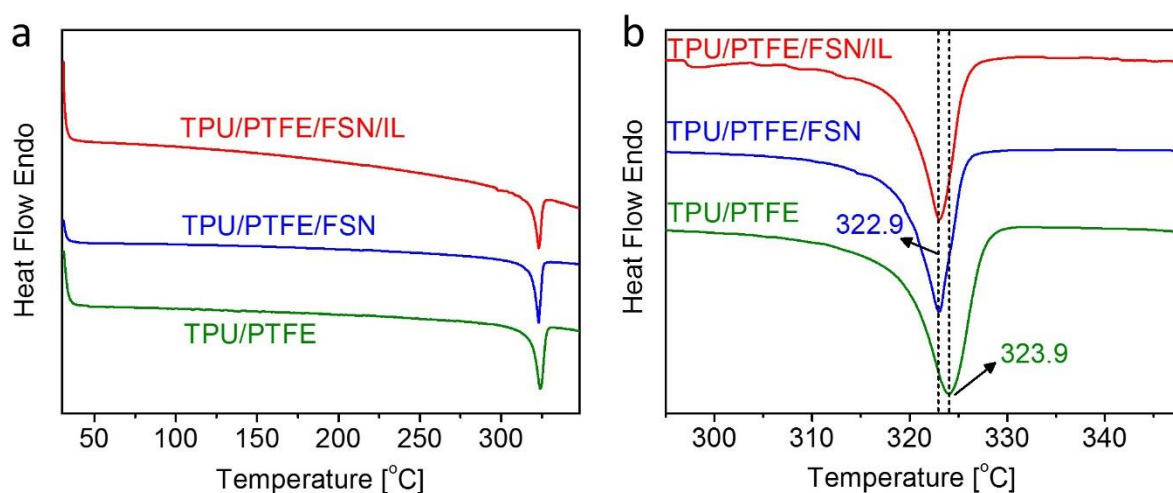 a
Heat Flow Endo
TPU/PTFE/FSN/IL
TPU/PTFE/FSN
TPU/PTFE
50 100 150 200 250 300
Temperature [°C]
b
Heat Flow Endo
TPU/PTFE/FSN/IL
TPU/PTFE/FSN
TPU/PTFE
322.9
323.9
300 310 320 330 340
Temperature [°C]